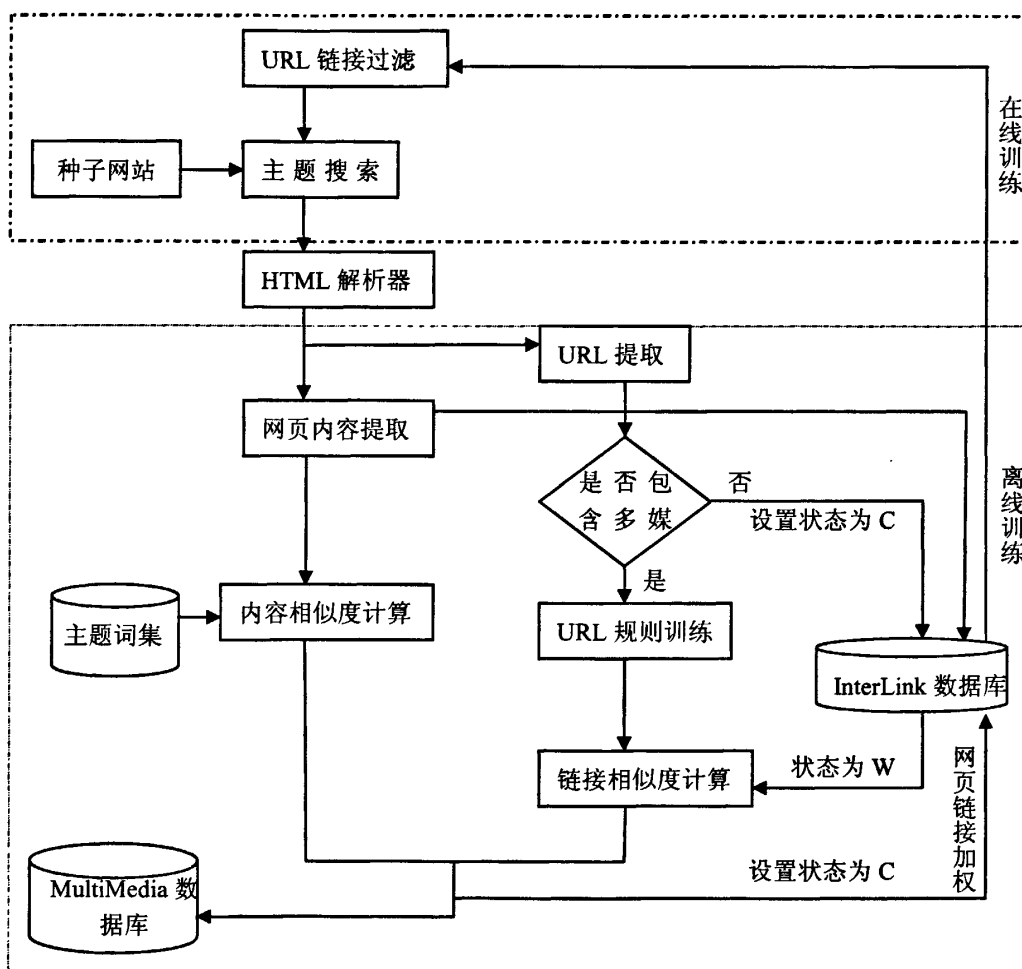 URL 链接过滤
种子网站
主 题 搜 索
在线训练
HTML 解析器
URL 提取
网页内容提取
是 否 包
含 多 媒
否
设置状态为 C
离线训练
是
主题词集
内容相似度计算
URL 规则训练
InterLink 数据库
链接相似度计算
状态为 W
网页链接加权
MultiMedia 数
据库
设置状态为 C